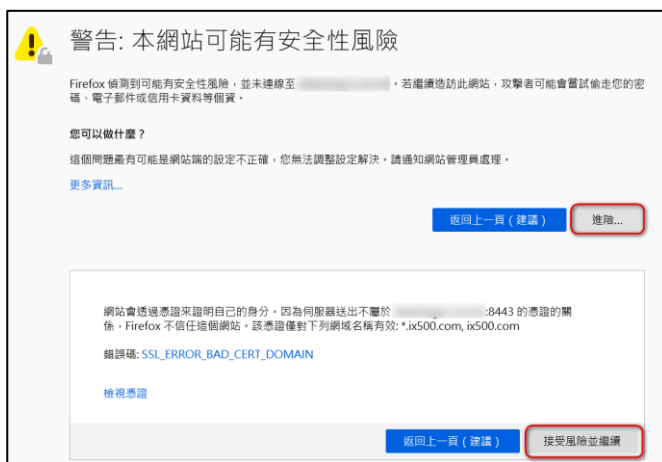 警告: 本網站可能有安全性風險
Firefox 偵測到可能有安全性風險，並未連線至 。若繼續造訪此網站，攻擊者可能會嘗試偷走您的密
碼、電子郵件或信用卡資料等個資。
您可以做什麼？
這個問題最有可能是網站端的設定不正確，您無法調整設定解決。請通知網站管理員處理。
更多資訊...
返回上一頁（建議） 進階...
網站會透過憑證來證明自己的身分。因為伺服器送出不屬於 :8443 的憑證的關
係，Firefox 不信任這個網站。該憑證僅對下列網域名稱有效: *.ix500.com, ix500.com
錯誤碼: SSL_ERROR_BAD_CERT_DOMAIN
檢視憑證
返回上一頁（建議） 接受風險並繼續